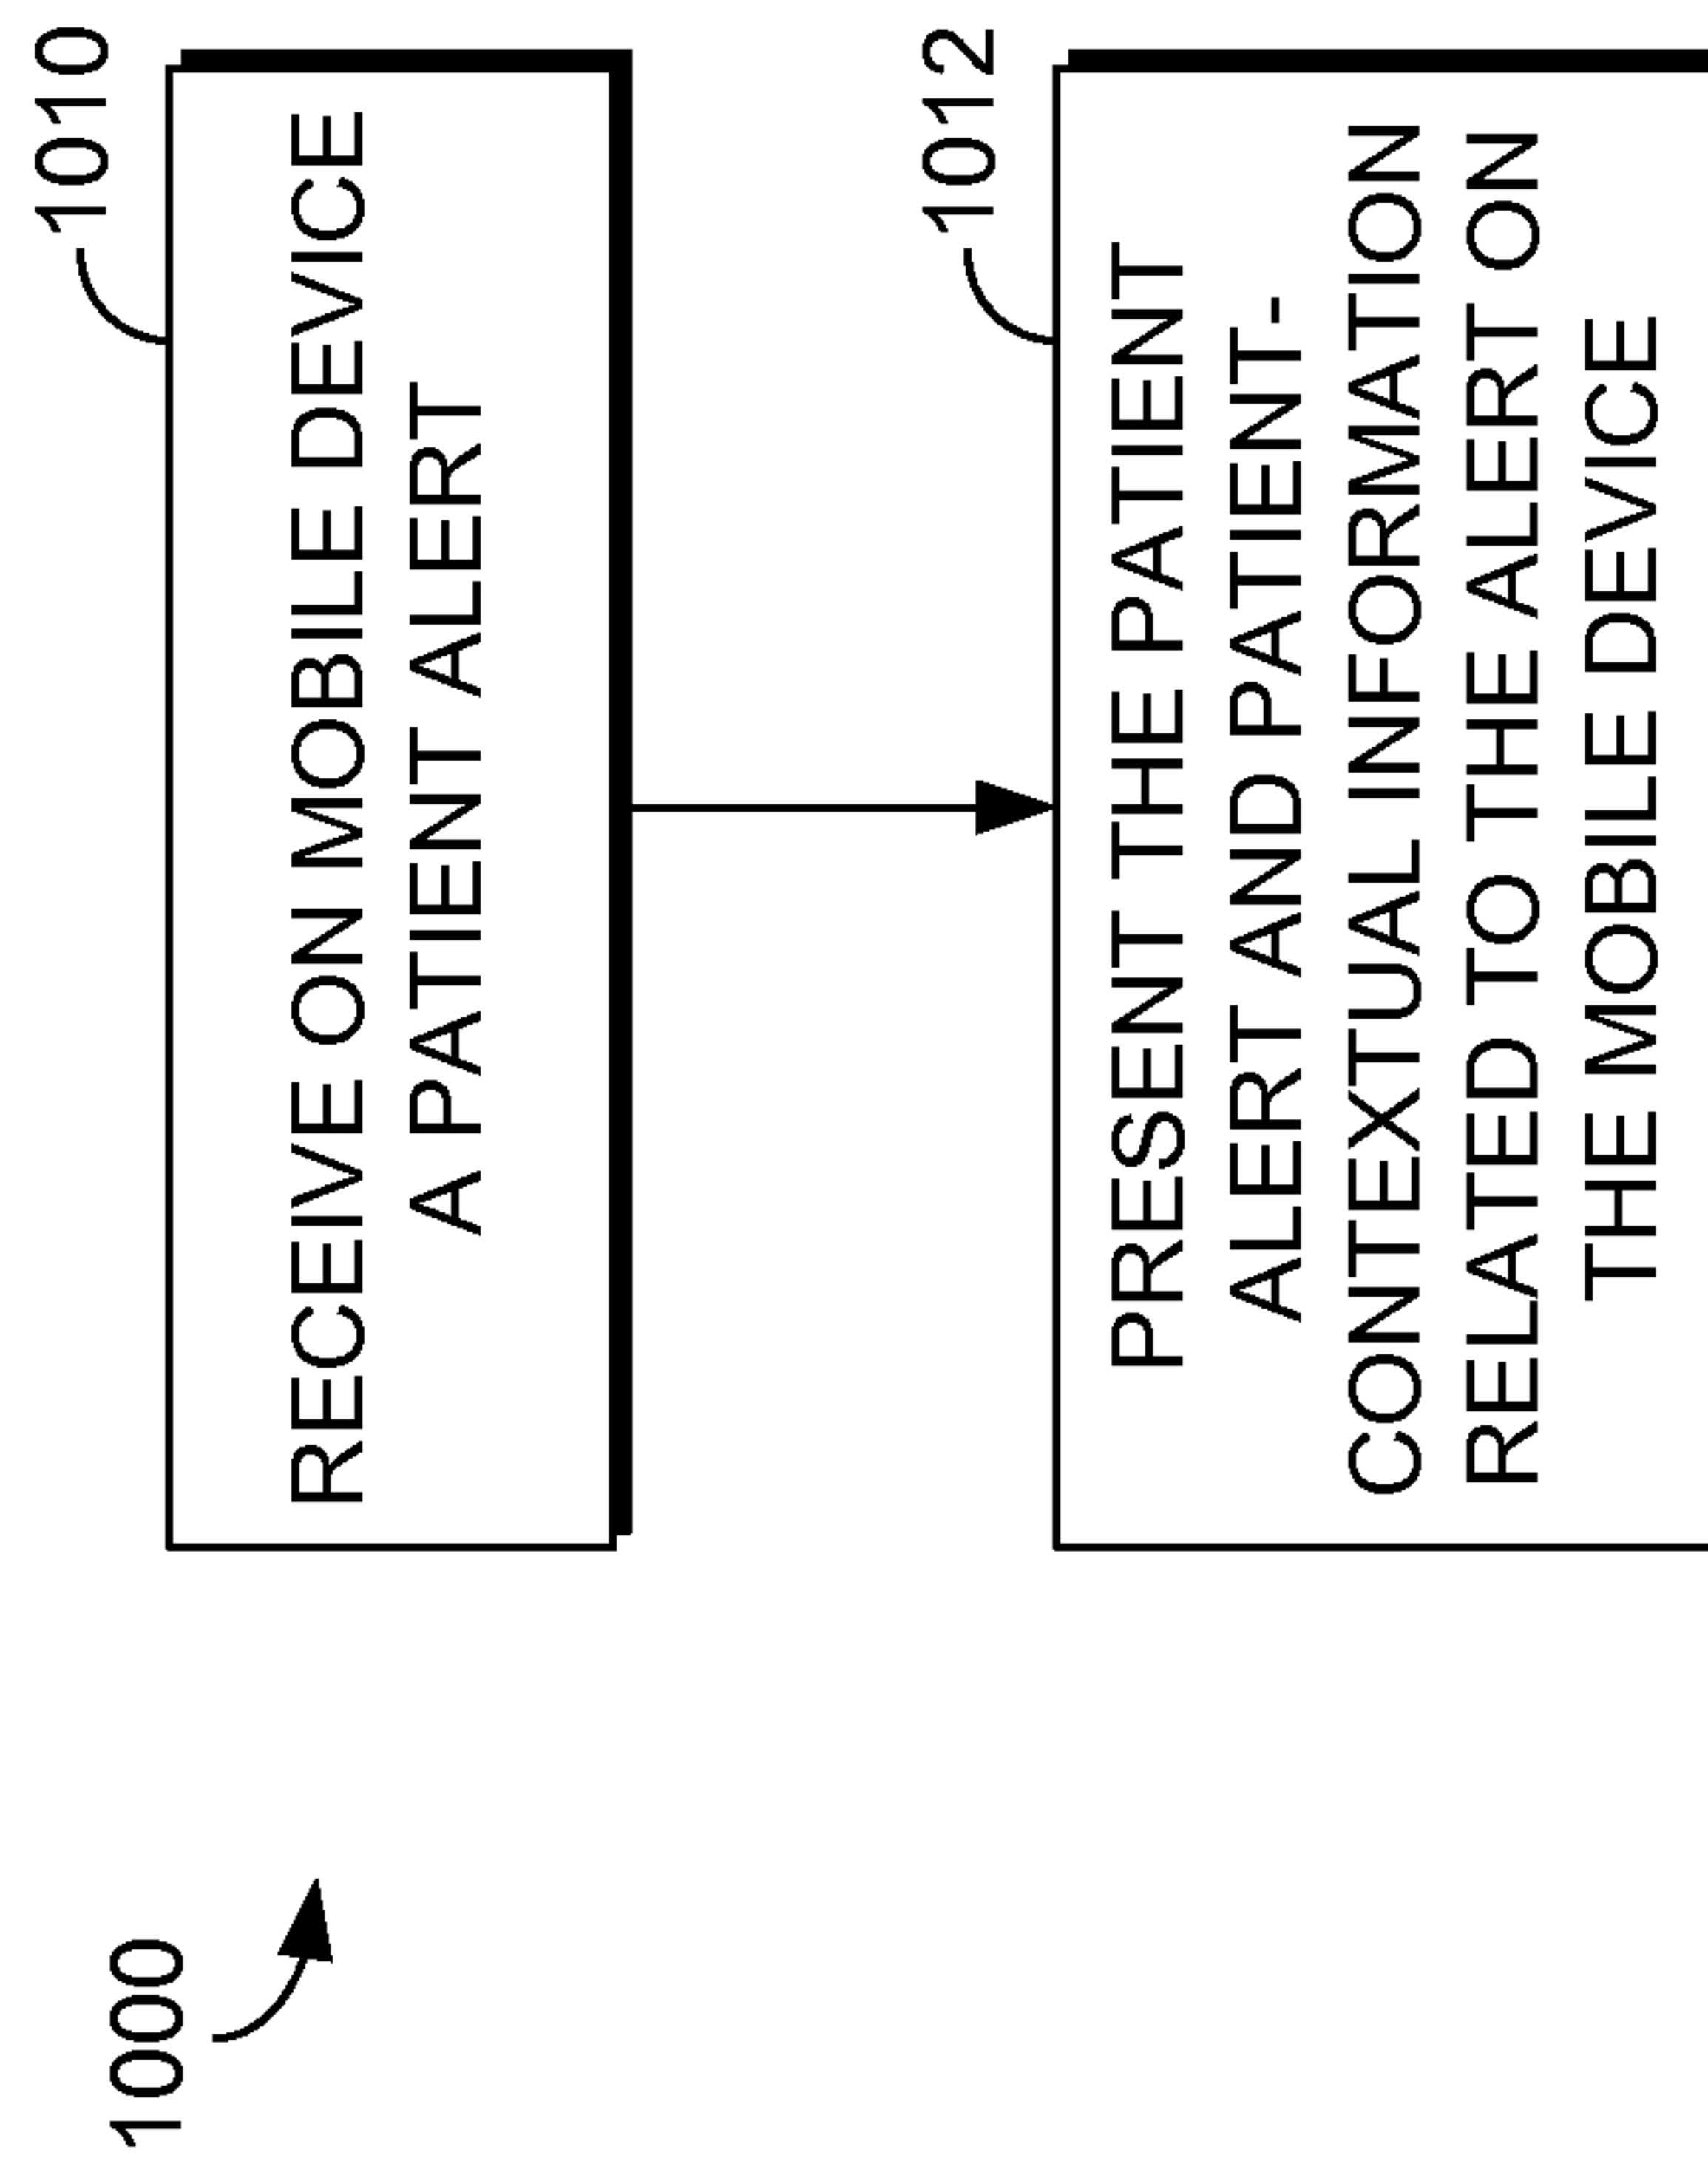 1000
1010
RECEIVE ON MOBILE DEVICE
A PATIENT ALERT
1012
PRESENT THE PATIENT
ALERT AND PATIENT-
CONTEXTUAL INFORMATION
RELATED TO THE ALERT ON
THE MOBILE DEVICE